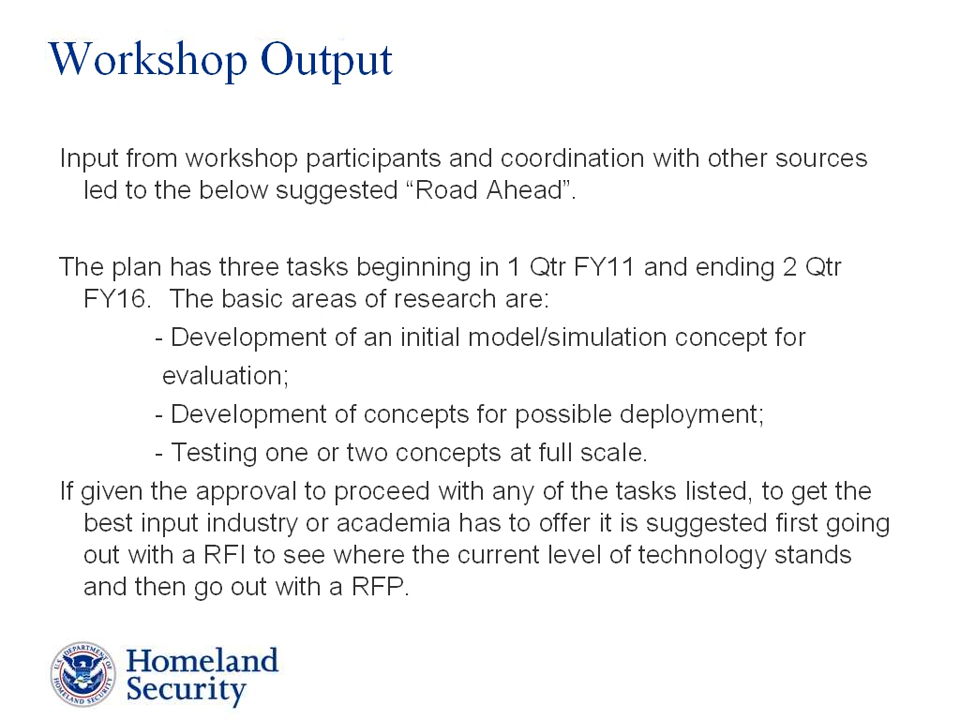 Workshop Output
Input from workshop participants and coordination with other sources
led to the below suggested “Road Ahead”.
The plan has three tasks beginning in 1 Qtr FY11 and ending 2 Qtr
FY16.  The basic areas of research are:
- Development of an initial model/simulation concept for
evaluation;
- Development of concepts for possible deployment;
- Testing one or two concepts at full scale.
If given the approval to proceed with any of the tasks listed, to get the
best input industry or academia has to offer it is suggested first going
out with a RFI to see where the current level of technology stands
and then go out with a RFP.
U.S. DEPARTMENT OF
HOMELAND SECURITY
Homeland
Security